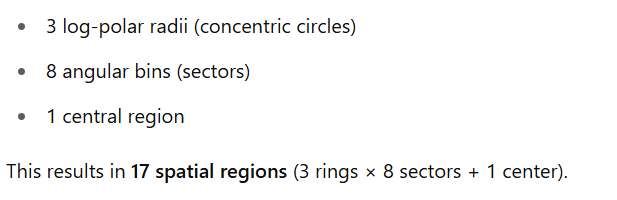 • 3 log-polar radii (concentric circles)
• 8 angular bins (sectors)
• 1 central region
This results in 17 spatial regions (3 rings × 8 sectors + 1 center).